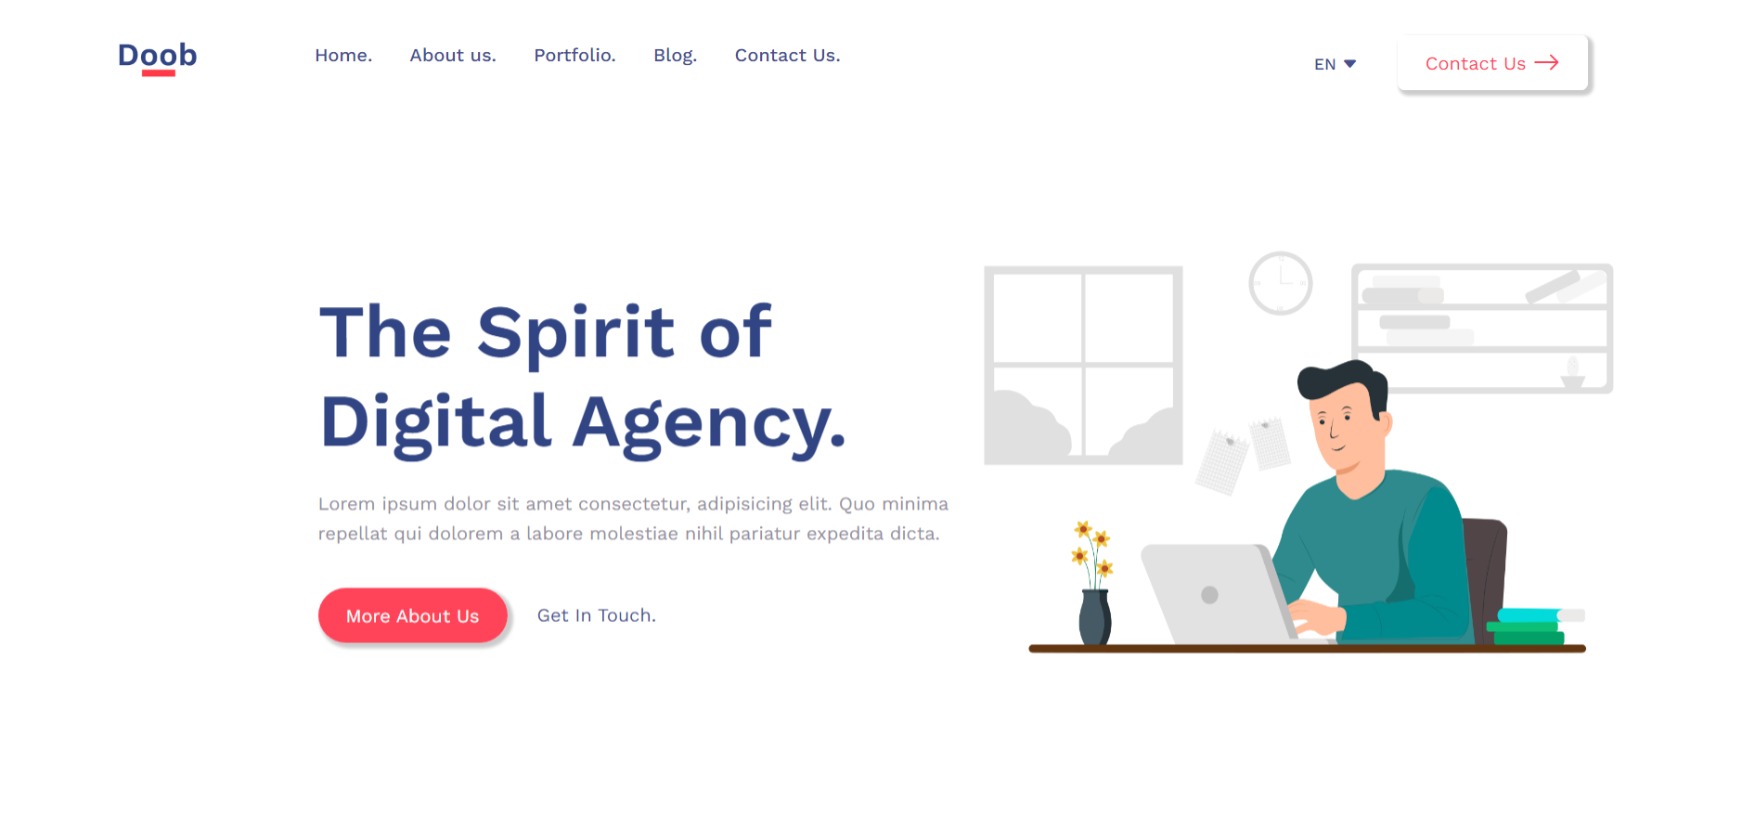 Doob
Home. About us. Portfolio. Blog. Contact Us.
EN
Contact Us
The Spirit of
Digital Agency.
Lorem ipsum dolor sit amet consectetur, adipisicing elit. Quo minima
repellat qui dolorem a labore molestiae nihil pariatur expedita dicta.
More About Us
Get In Touch.